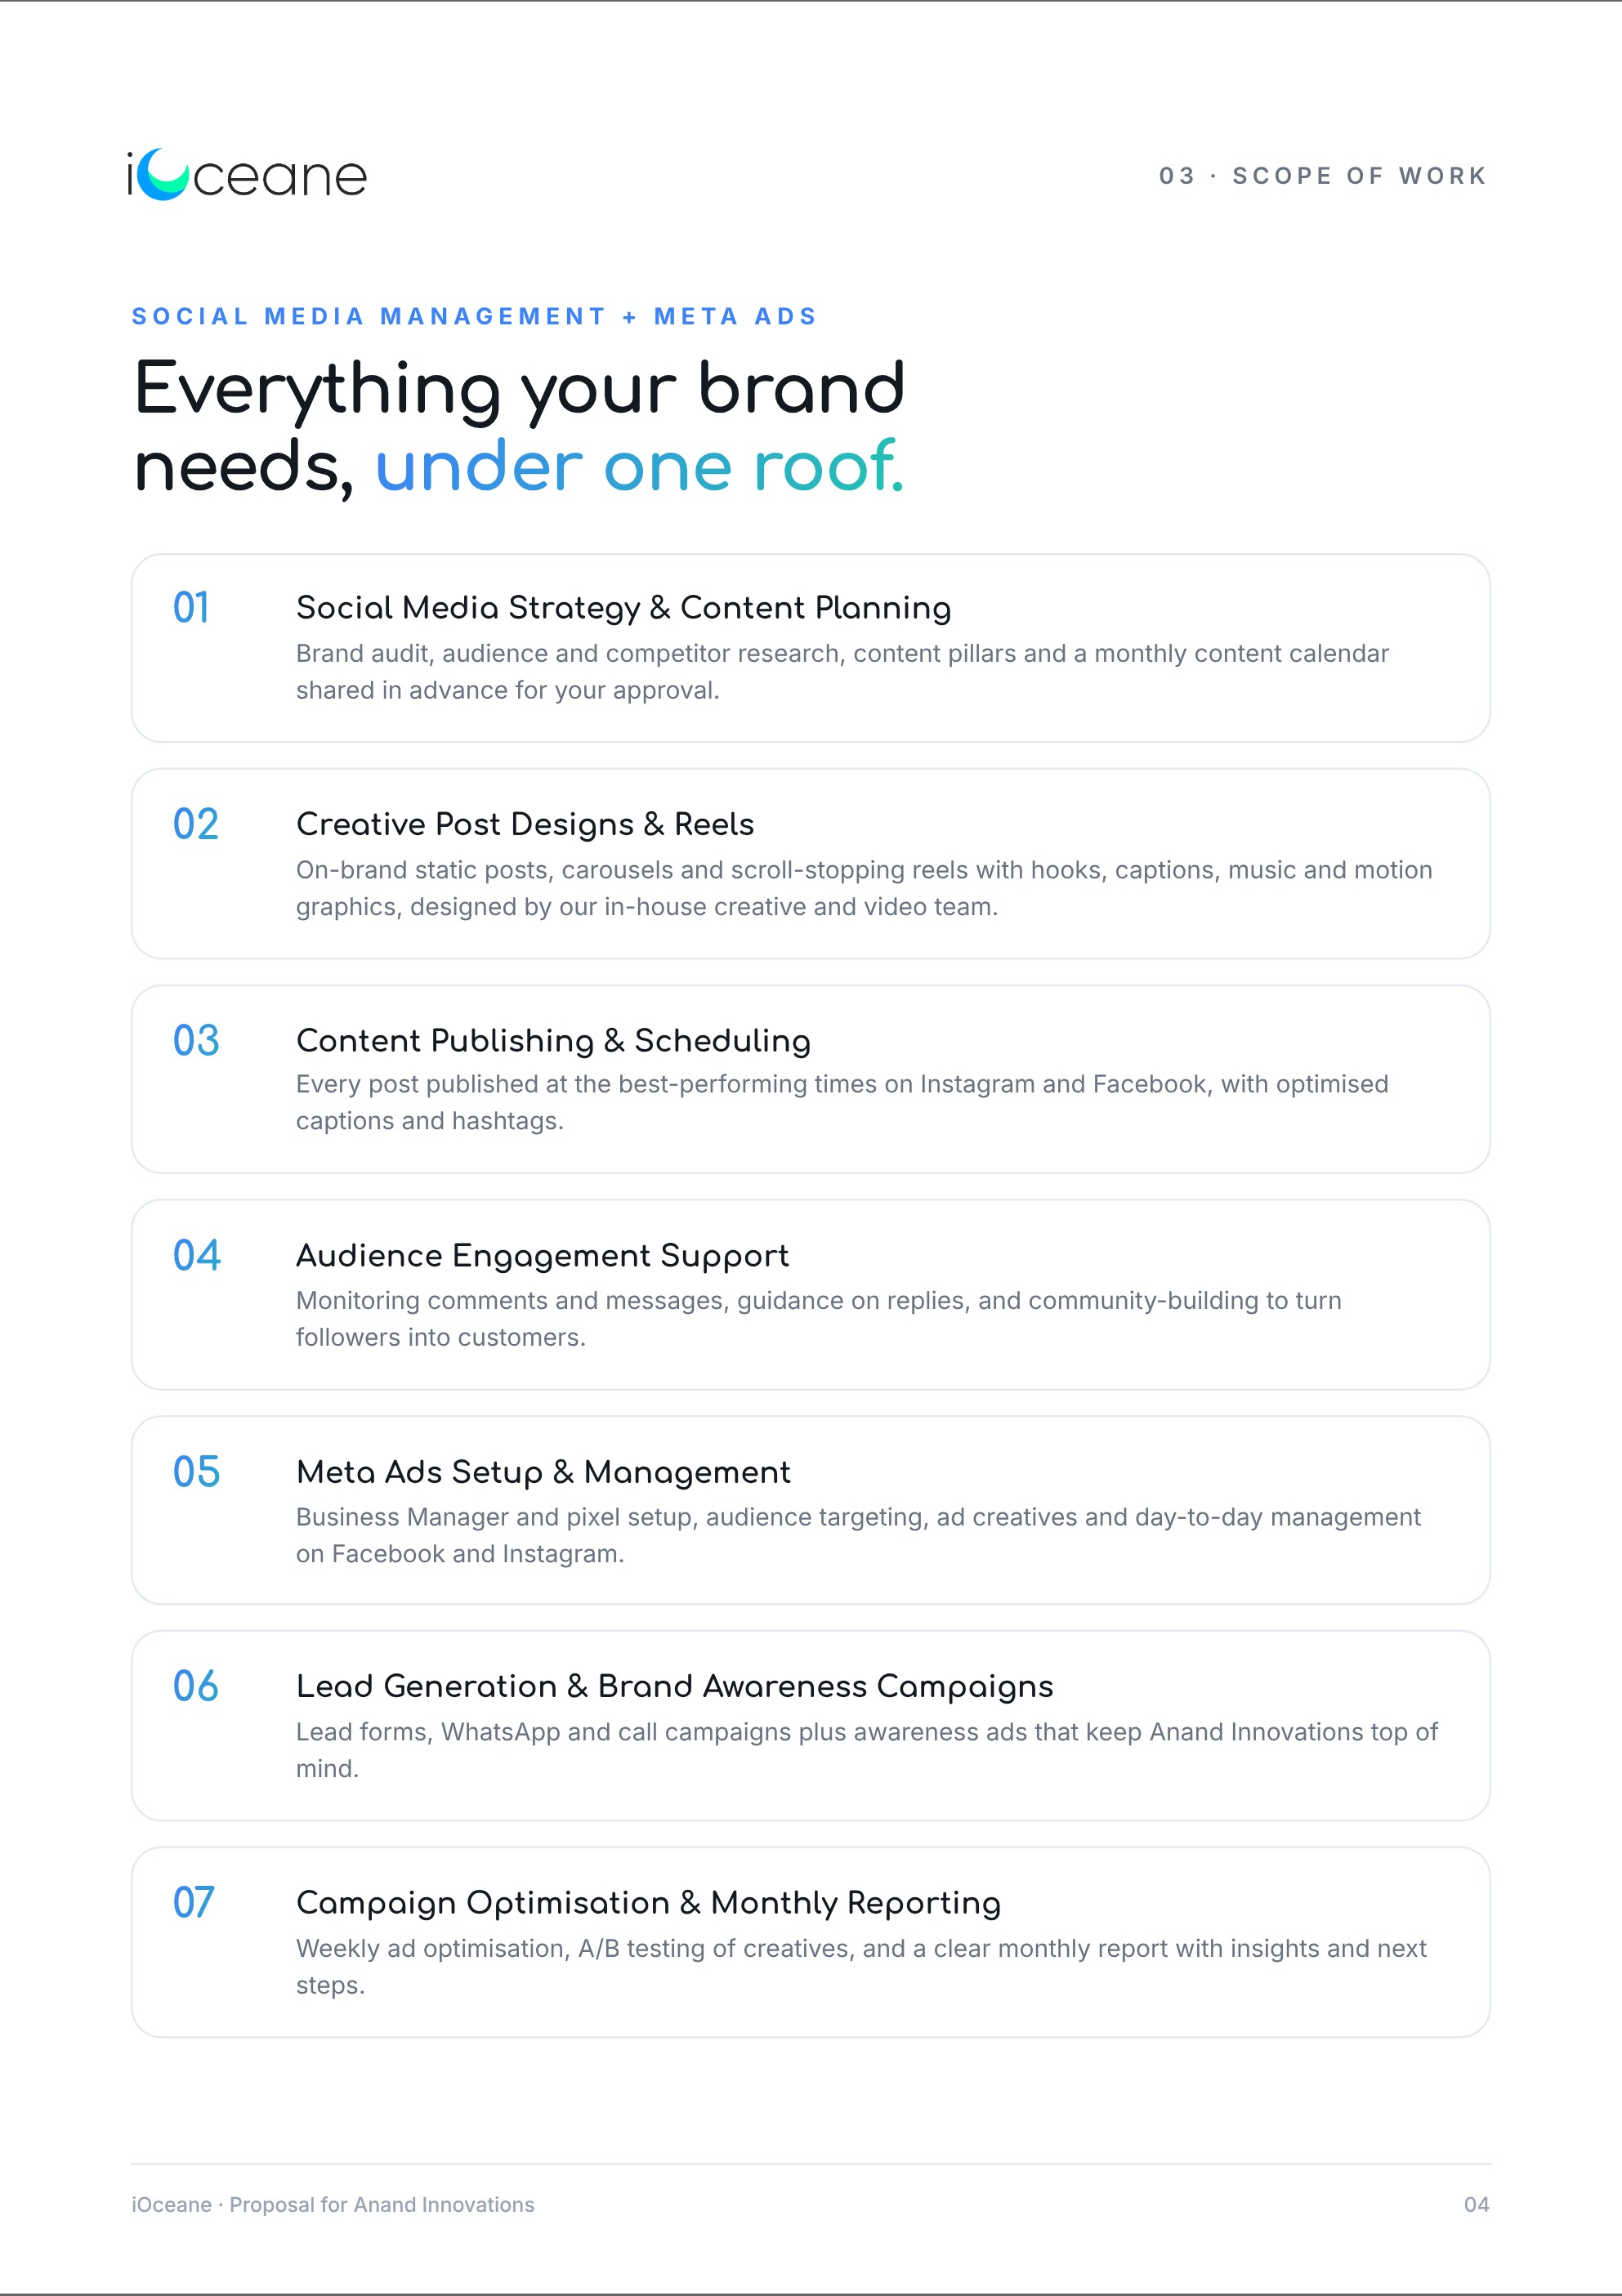 iOceane
03 · SCOPE OF WORK
SOCIAL MEDIA MANAGEMENT + META ADS
Everything your brand
needs, under one roof.
01
Social Media Strategy & Content Planning
Brand audit, audience and competitor research, content pillars and a monthly content calendar
shared in advance for your approval.
02
Creative Post Designs & Reels
On-brand static posts, carousels and scroll-stopping reels with hooks, captions, music and motion
graphics, designed by our in-house creative and video team.
03
Content Publishing & Scheduling
Every post published at the best-performing times on Instagram and Facebook, with optimised
captions and hashtags.
04
Audience Engagement Support
Monitoring comments and messages, guidance on replies, and community-building to turn
followers into customers.
05
Meta Ads Setup & Management
Business Manager and pixel setup, audience targeting, ad creatives and day-to-day management
on Facebook and Instagram.
06
Lead Generation & Brand Awareness Campaigns
Lead forms, WhatsApp and call campaigns plus awareness ads that keep Anand Innovations top of
mind.
07
Campaign Optimisation & Monthly Reporting
Weekly ad optimisation, A/B testing of creatives, and a clear monthly report with insights and next
steps.
iOceane · Proposal for Anand Innovations
04